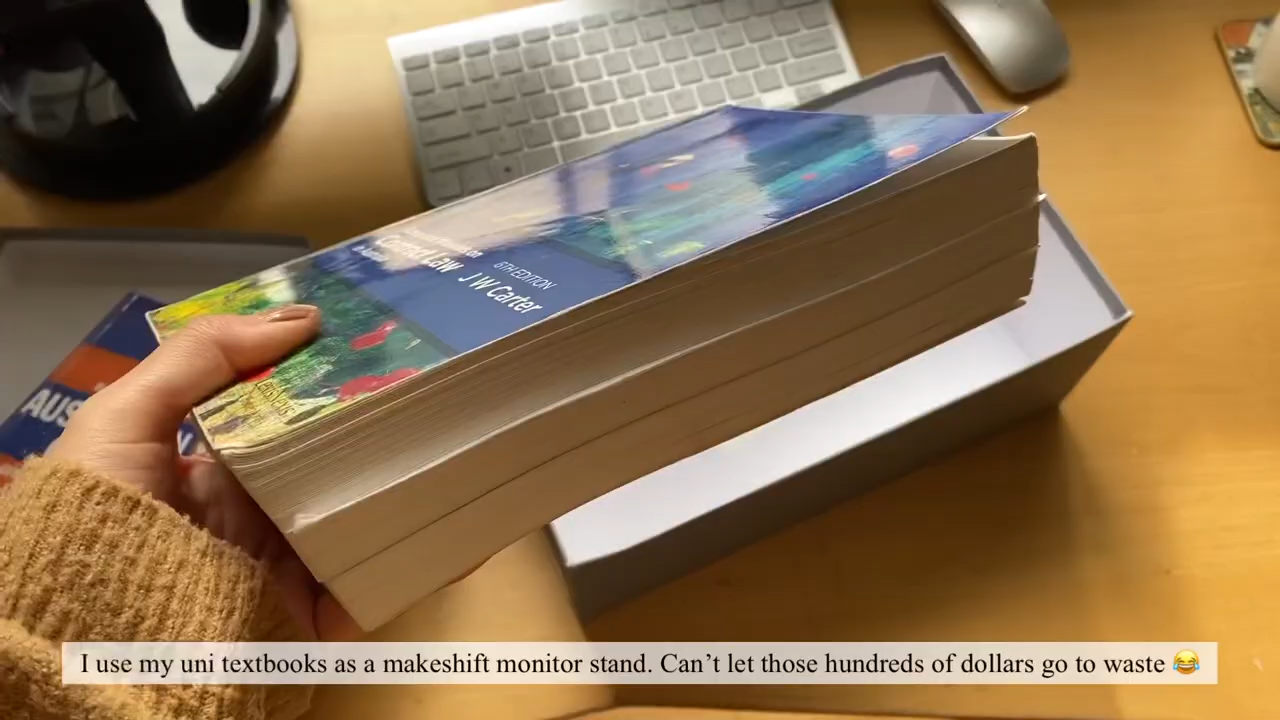 Law
6TH EDITION
J W Carter
AUS
I use my uni textbooks as a makeshift monitor stand. Can’t let those hundreds of dollars go to waste 😂